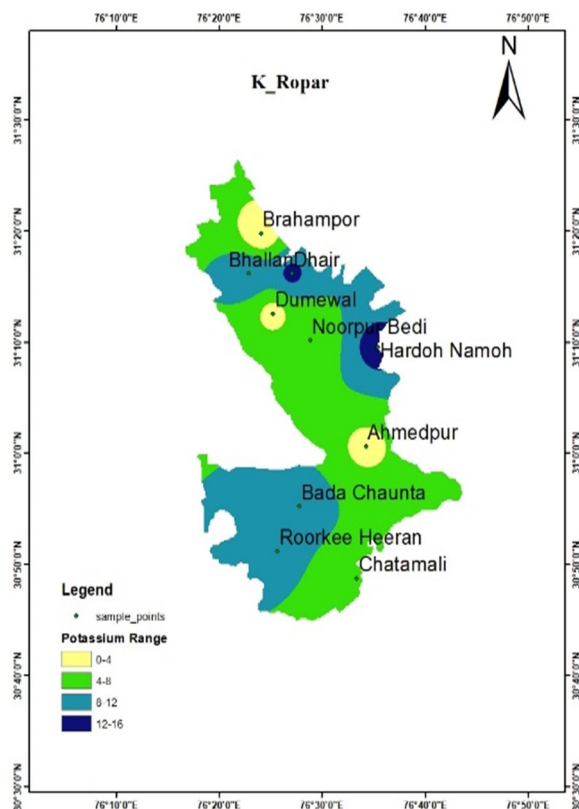 76°10'0"E 76°20'0"E 76°30'0"E 76°40'0"E 76°50'0"E
N
K_Ropar
31°30'0"N 31°30'0"N
31°20'0"N 31°20'0"N
Brahampor
BhallanDhair
Dumewal
Noorpur Bedi
31°10'0"N 31°10'0"N
Hardoh Namoh
Ahmedpur
31°0'0"N 31°0'0"N
Bada Chaunta
Roorkee Heeran
30°50'0"N 30°50'0"N
Chatamali
Legend
sample_points
Potassium Range
0-4
4-8
8-12
12-16
30°40'0"N 30°40'0"N
30°30'0"N 30°30'0"N
76°10'0"E 76°20'0"E 76°30'0"E 76°40'0"E 76°50'0"E